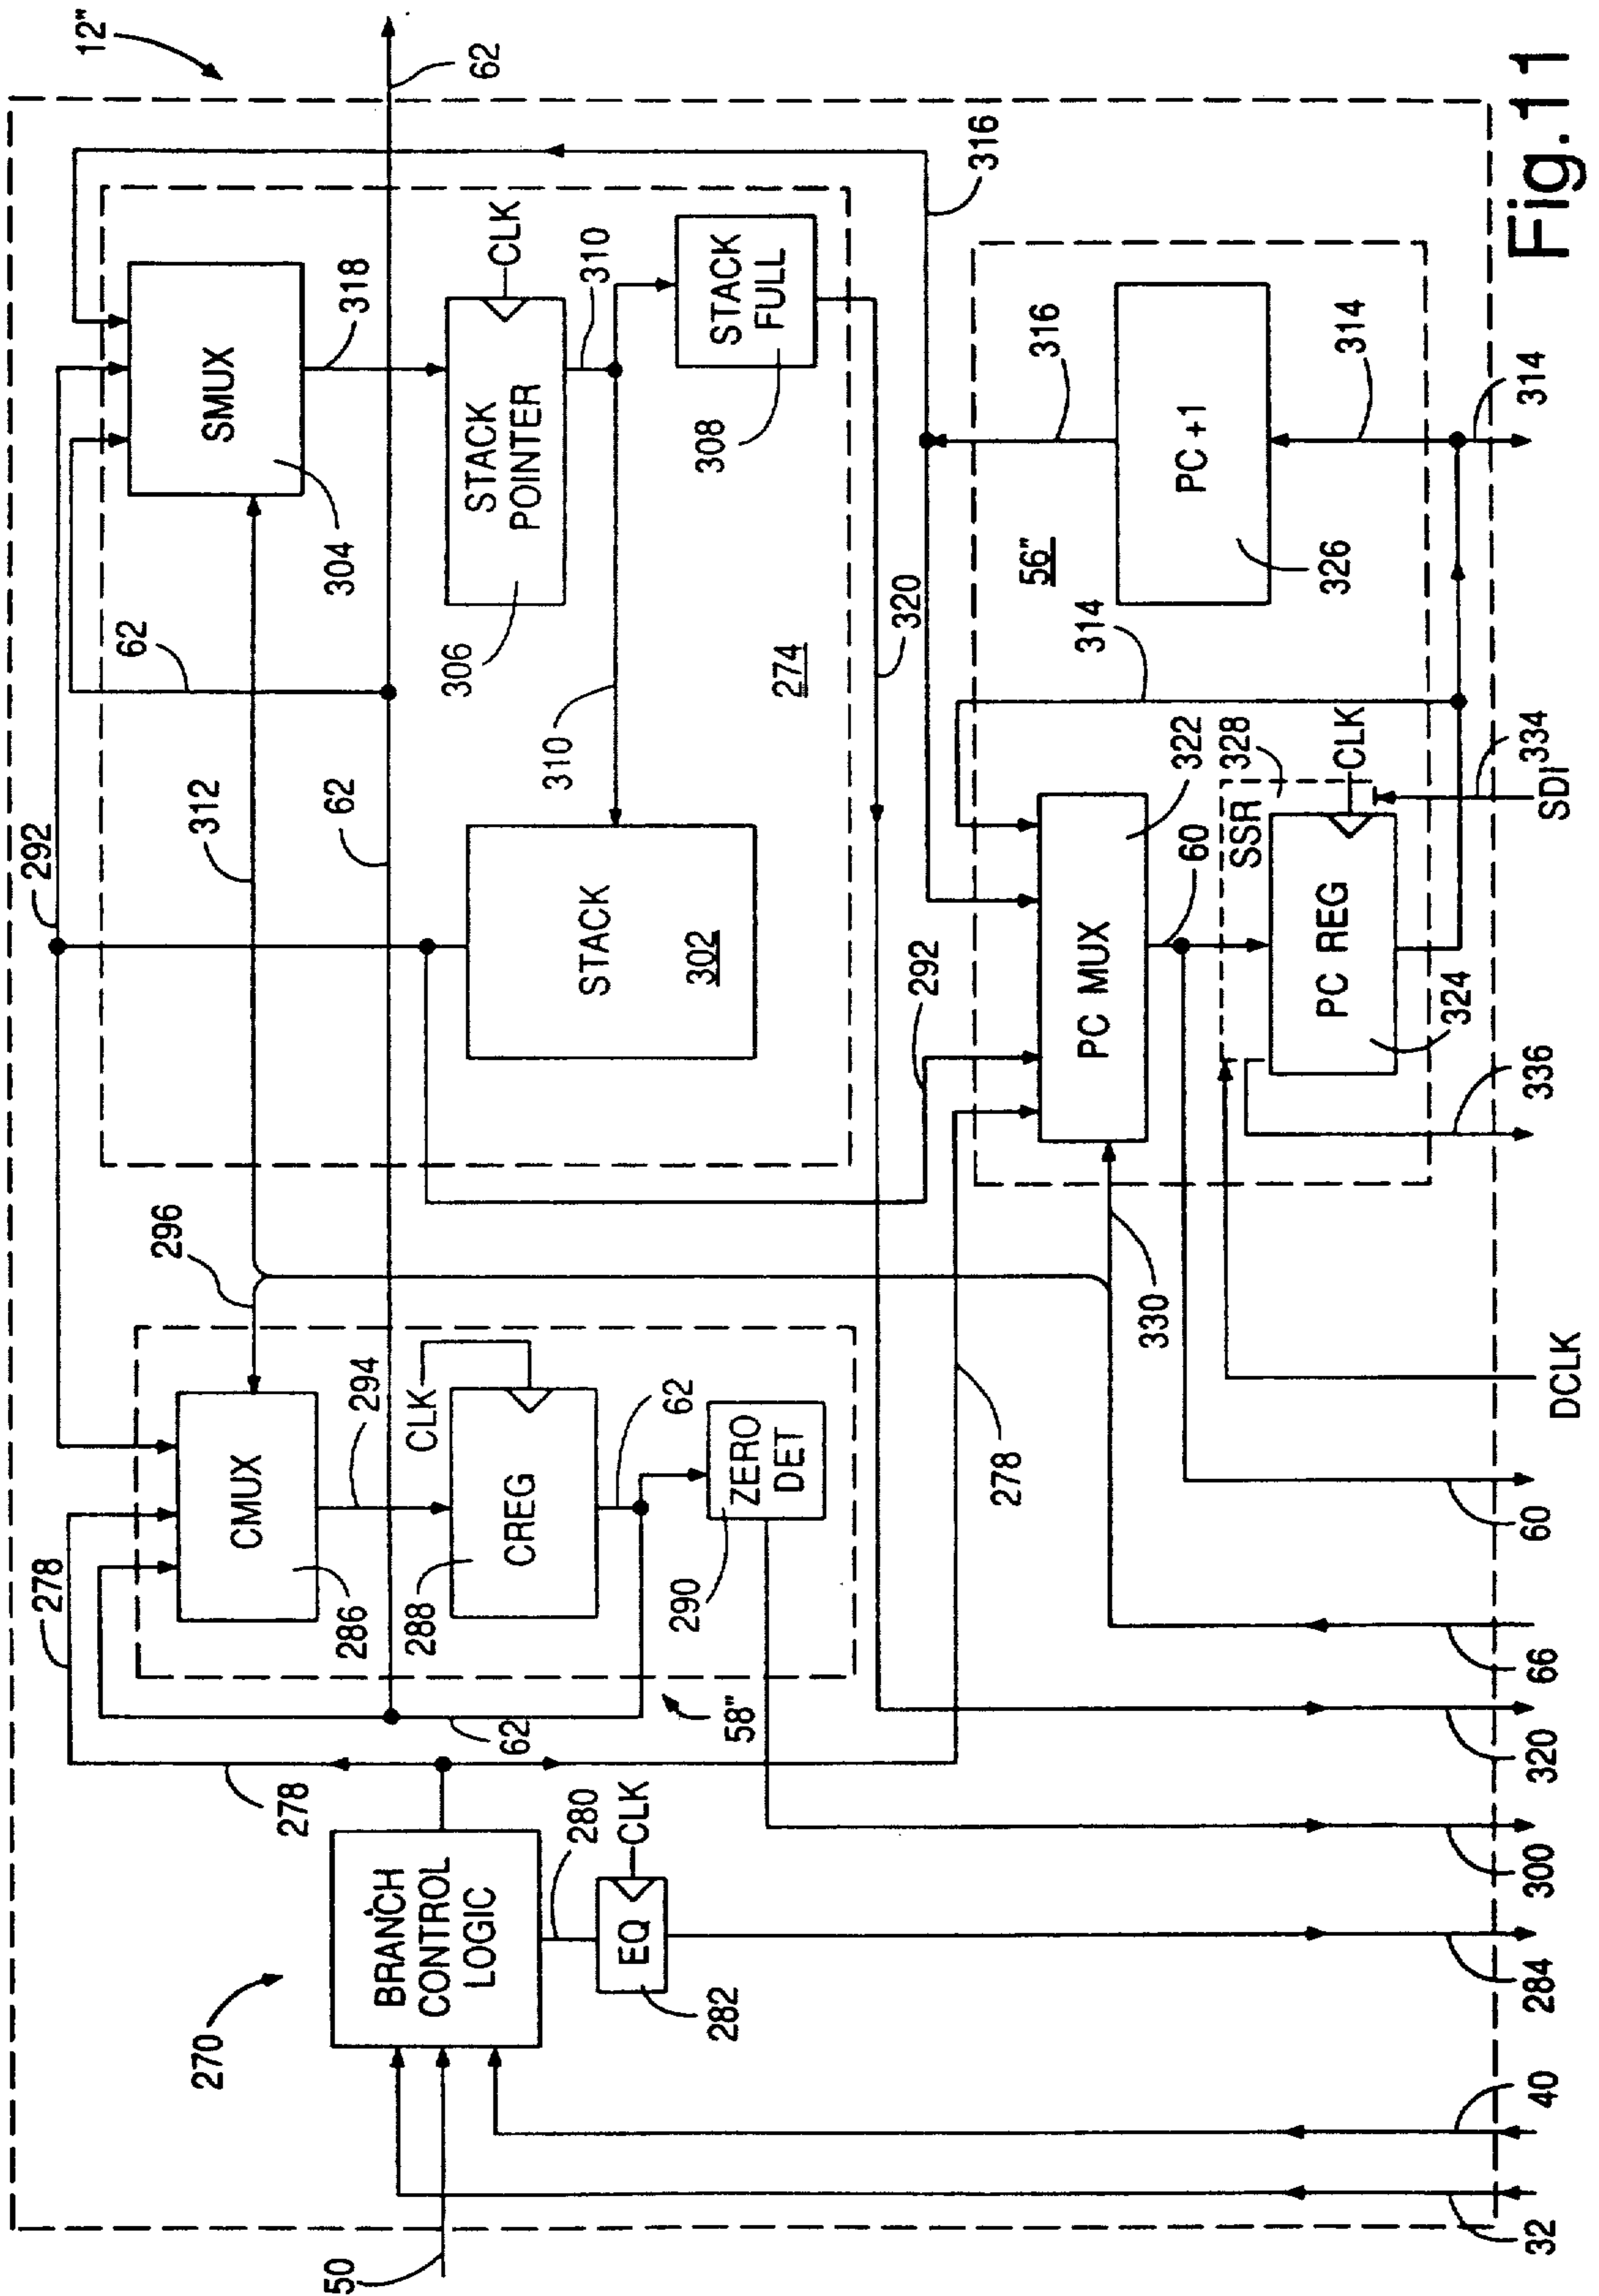 12"
62
292
312
62
SMUX
304
318
STACK
POINTER
306
CLK
310
310
STACK
FULL
308
STACK
302
274
320
62
316
296
CMUX
286
294
CLK
CREG
288
62
ZERO
DET
290
278
58"
62
278
278
270
BRANCH
CONTROL
LOGIC
280
CLK
EQ
282
50
292
56"
314
316
PC +1
326
314
314
PC MUX
322
60
SSR
328
CLK
PC REG
324
330
32
40
284
300
320
66
60
DCLK
336
SDI
334
Fig.11